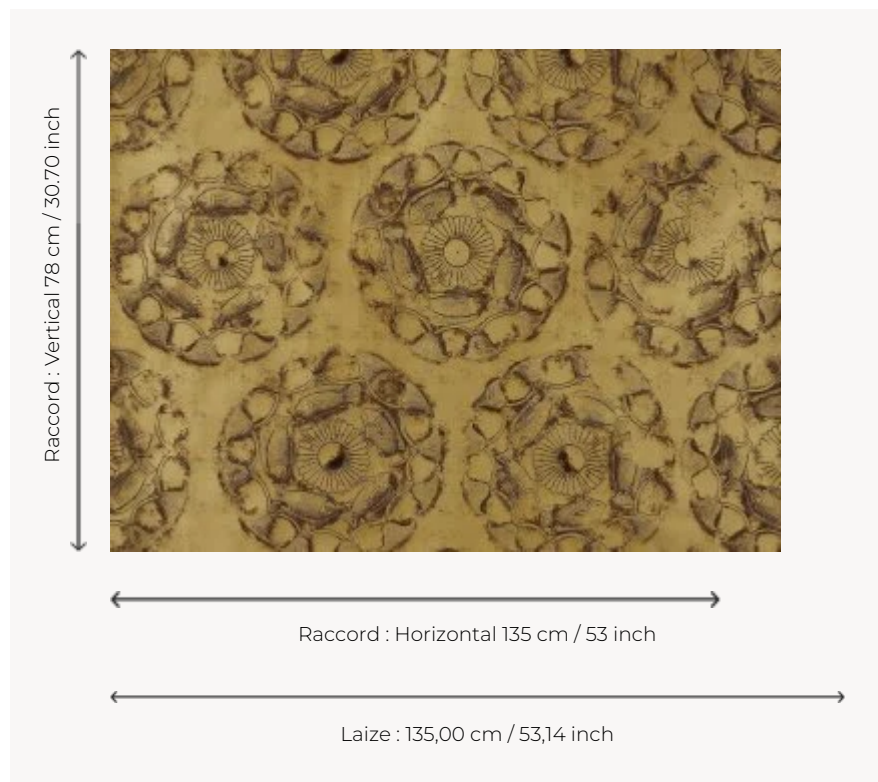 Raccord : Vertical 78 cm / 30.70 inch
Raccord : Horizontal 135 cm / 53 inch
Laize : 135,00 cm / 53,14 inch